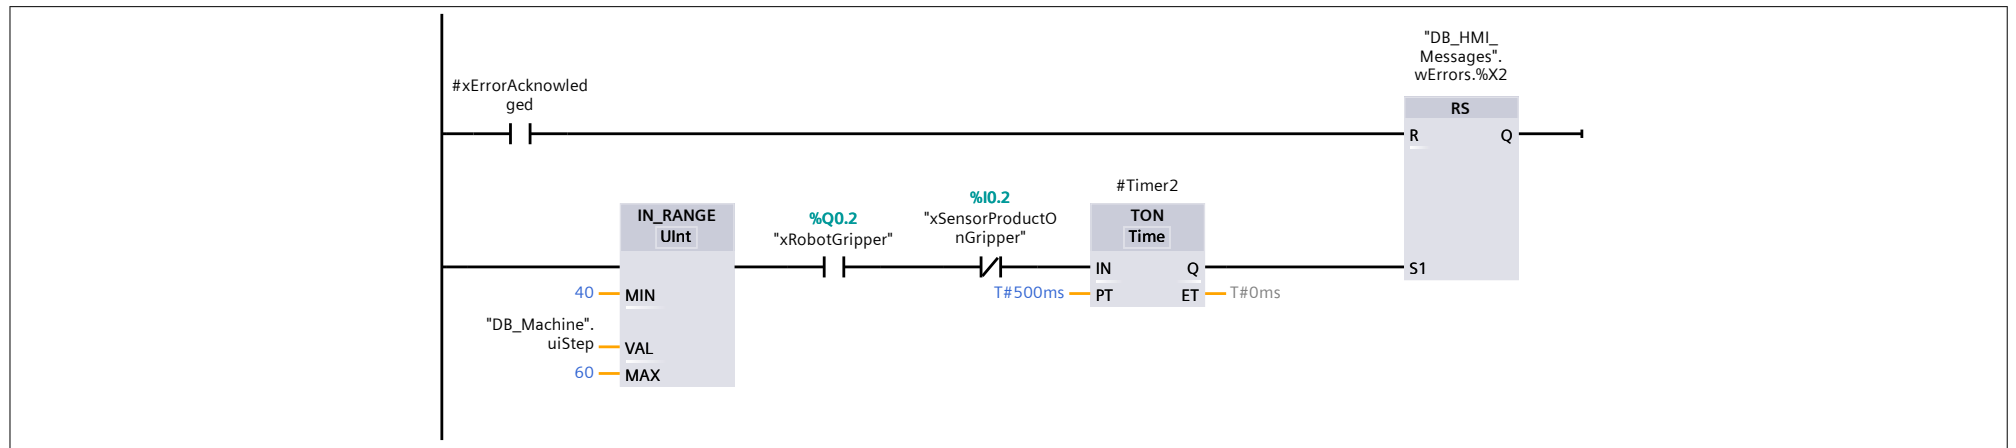 "DB_HMI_
Messages".
wErrors.%X2
#xErrorAcknowled
ged
RS
R Q
#Timer2
%I0.2
"xSensorProductO
nGripper"
IN_RANGE
UInt
%Q0.2
"xRobotGripper"
TON
Time
IN Q
S1
40 MIN
T#500ms PT ET T#0ms
"DB_Machine".
uiStep VAL
60 MAX